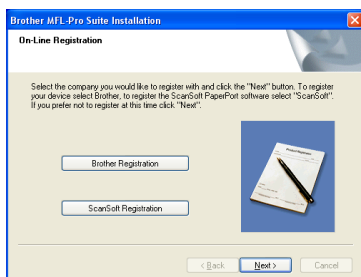 Brother MFL-Pro Suite Installation
On-Line Registration
Select the company you would like to register with and click the "Next" button. To register
your device select Brother, to register the ScanSoft PaperPort software select "ScanSoft".
If you prefer not to register at this time click "Next".
Brother Registration
ScanSoft Registration
< Back
Next >
Cancel